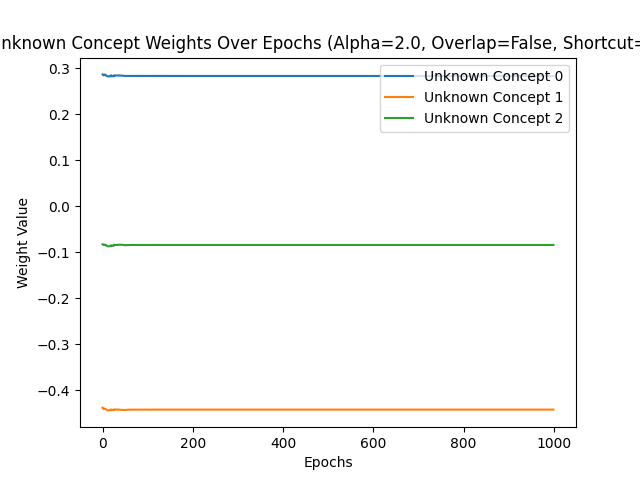 nknown Concept Weights Over Epochs (Alpha=2.0, Overlap=False, Shortcut=
0.3
0.2
0.1
0.0
−0.1
−0.2
−0.3
−0.4
Weight Value
Unknown Concept 0
Unknown Concept 1
Unknown Concept 2
0 200 400 600 800 1000
Epochs